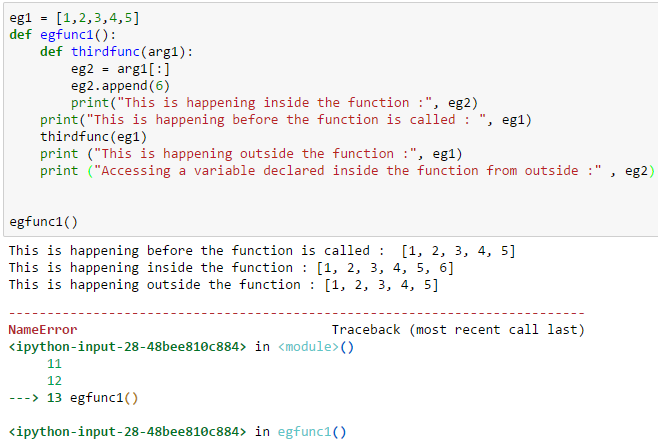 eg1 = [1,2,3,4,5]
def egfunc1():
    def thirdfunc(arg1):
        eg2 = arg1[:]
        eg2.append(6)
        print("This is happening inside the function :", eg2)
    print("This is happening before the function is called : ", eg1)
    thirdfunc(eg1)
    print ("This is happening outside the function :", eg1)
    print ("Accessing a variable declared inside the function from outside :" , eg2)
egfunc1()
This is happening before the function is called :  [1, 2, 3, 4, 5]
This is happening inside the function : [1, 2, 3, 4, 5, 6]
This is happening outside the function : [1, 2, 3, 4, 5]
---------------------------------------------------------------------------
NameError                                 Traceback (most recent call last)
<ipython-input-28-48bee810c884> in <module>()
     11
     12
---> 13 egfunc1()
<ipython-input-28-48bee810c884> in egfunc1()